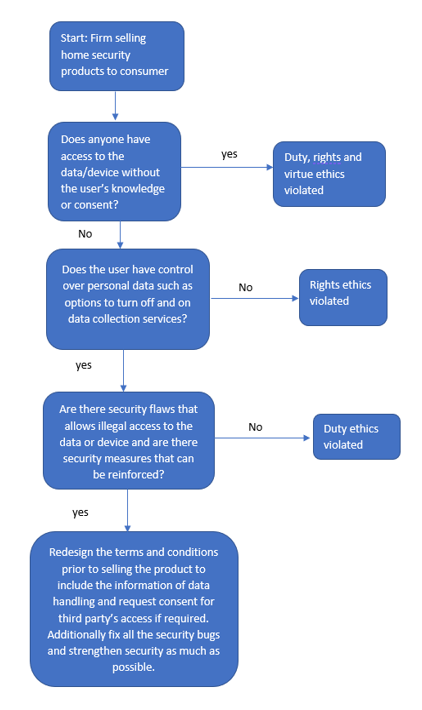 Start: Firm selling
home security
products to consumer
Does anyone have
access to the
data/device without
the user's knowledge
or consent?
yes
Duty, rights and
virtue ethics
violated
No
Does the user have control
over personal data such as
options to turn off and on
data collection services?
No
Rights ethics
violated
yes
Are there security flaws that
allows illegal access to the
data or device and are there
security measures that can
be reinforced?
No
Duty ethics
violated
yes
Redesign the terms and conditions
prior to selling the product to
include the information of data
handling and request consent for
third party's access if required.
Additionally fix all the security bugs
and strengthen security as much as
possible.